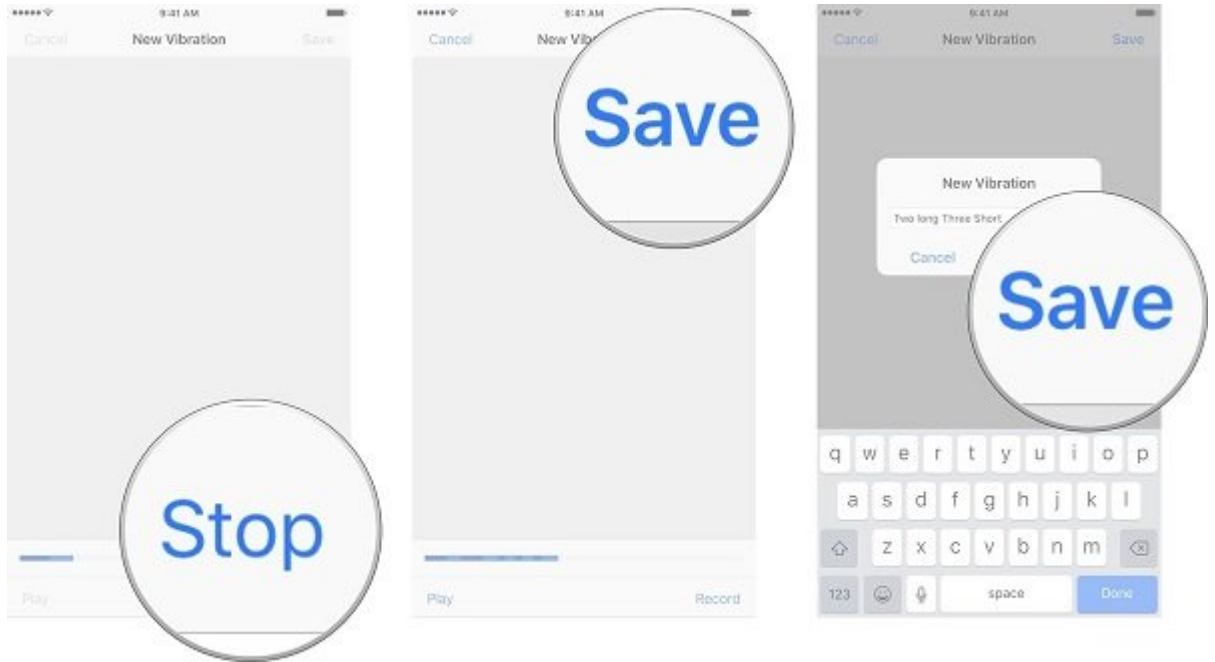 9:41 AM
Cancel New Vibration Save
Stop
Play
9:41 AM
Cancel New Vib
Save
Play Record
9:41 AM
Cancel New Vibration Save
New Vibration
Two long Three Short
Cancel
Save
q w e r t y u i o p
a s d f g h j k l
z x c v b n m
123 space Done